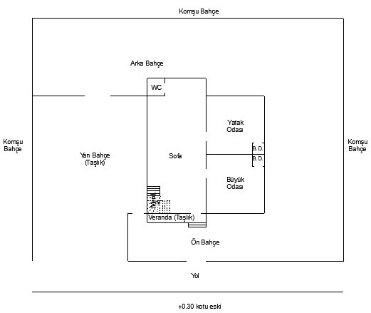 Komşu Bahçe
Arka Bahçe
WC
Yatak
Odası
Komşu
Bahçe
Yan Bahçe
(Taşlık)
Sofa
B.D.
B.D.
Komşu
Bahçe
Büyük
Odası
Veranda (Taşlık)
Ön Bahçe
Yol
+0.30 kotu eski